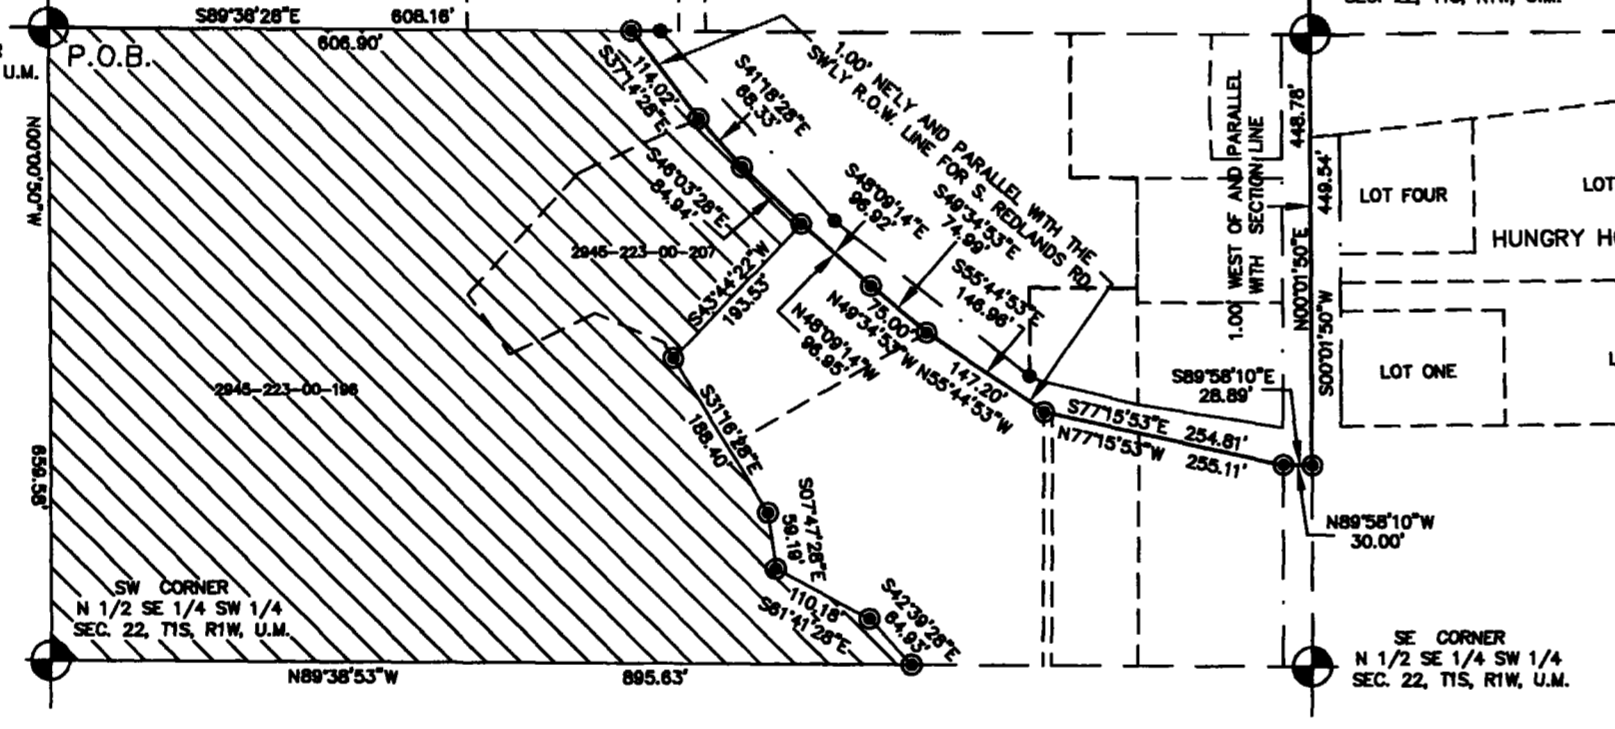 S89°38'28"E 608.16'
606.90'
P.O.B.
U.M.
N00°00'50"W
659.58'
114.02'
S37°14'28"E
S41°18'28"E
68.33'
1.00' NE'LY AND PARALLEL WITH THE
SW'LY R.O.W. LINE FOR S. REDLANDS RD.
S46°03'28"E
84.94'
2945-223-00-207
S43°44'22"W
193.53'
S48°09'14"E
96.92'
S49°34'53"E
74.99'
S55°44'53"E
146.96'
75.00'
N49°34'53"W
N48°09'14"W
96.95'
147.20'
N55°44'53"W
2945-223-00-196
S31°16'28"E
188.40'
S77°15'53"E 254.81'
N77°15'53"W 255.11'
S89°58'10"E
28.89'
1.00' WEST OF AND PARALLEL
WITH SECTION LINE
448.78'
449.54'
N00°01'50"E
S00°01'50"W
LOT FOUR
LOT
HUNGRY
LOT ONE
N89°58'10"W
30.00'
S07°47'28"E
59.19'
110.18'
S61°41'28"E
S42°39'28"E
64.93'
SW CORNER
N 1/2 SE 1/4 SW 1/4
SEC. 22, T1S, R1W, U.M.
N89°38'53"W 895.63'
SE CORNER
N 1/2 SE 1/4 SW 1/4
SEC. 22, T1S, R1W, U.M.